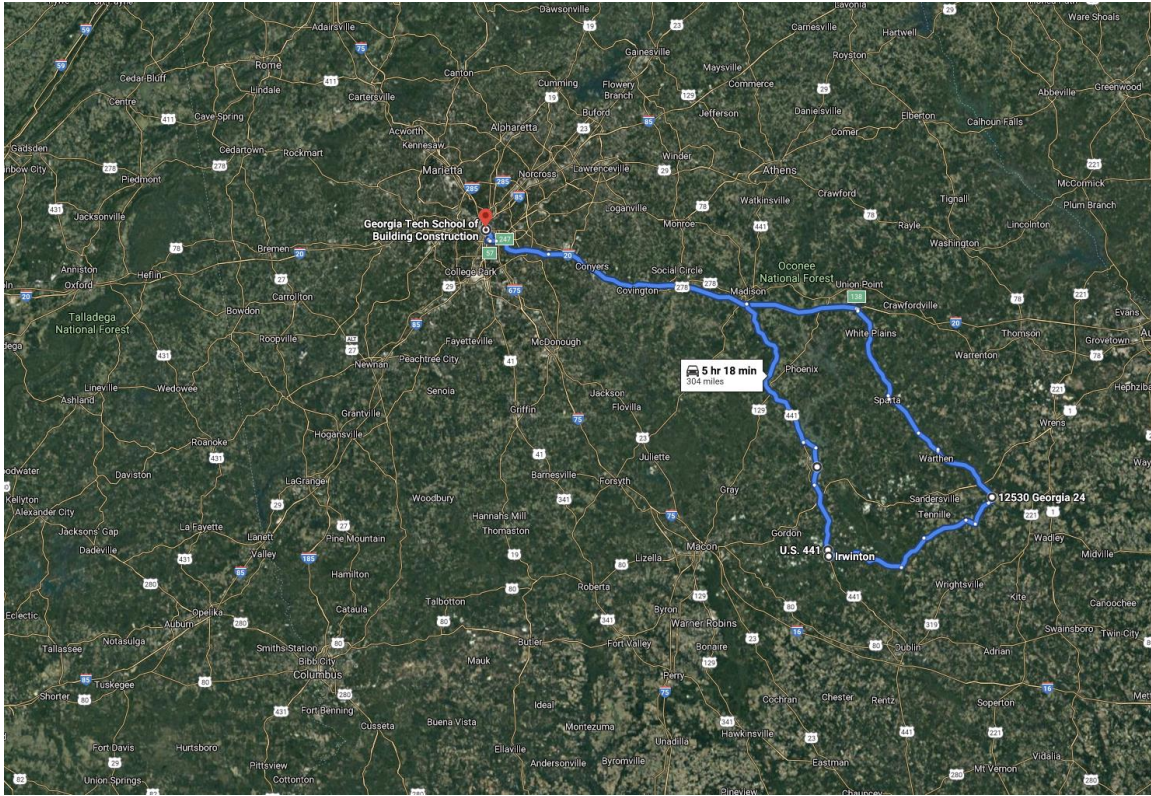 Dawsonville
Lavonia
Ware Shoals
Adairsville
Carnesville
Hartwell
Gainesville
Royston
Rome
Canton
Maysville
Cedar Bluff
Cumming
Flowery
Branch
Commerce
Greenwood
Lindale
Cartersville
Abbeville
Centre
Cave Spring
Buford
Jefferson
Danielsville
Elberton
Calhoun Falls
Alpharetta
Acworth
Kennesaw
Comer
Gadsden
Cedartown
Rockmart
Winder
Marietta
Norcross
Lawrenceville
Athens
Piedmont
McCormick
Crawford
Tignall
Watkinsville
Plum Branch
Loganville
Jacksonville
Georgia Tech School of
Building Construction
Monroe
Rayle
Washington
Bremen
Anniston
Oxford
Heflin
Conyers
Social Circle
Oconee
National Forest
Union Point
College Park
Covington
Madison
Crawfordville
Carrollton
Talladega
National Forest
Bowdon
Evans
White Plains
Thomson
Grovetown
Roopville
Fayetteville
McDonough
Warrenton
Newnan
Peachtree City
5 hr 18 min
304 miles
Phoenix
Lineville
Wedowee
Senoia
Jackson
Hephziba
Ashland
Flovilla
Sparta
Grantville
Griffin
Wrens
Roanoke
Hogansville
Juliette
Warthen
Daviston
LaGrange
Barnesville
Forsyth
Kellyton
Alexander City
Woodbury
Gray
Sandersville
12530 Georgia 24
Hannahs Mill
Thomaston
Tennille
Jacksons Gap
La Fayette
Pine Mountain
Gordon
Wadley
Dadeville
Lanett
Valley
Lizella
Macon
U.S. 441
Irwinton
Midville
Hamilton
Roberta
Wrightsville
Kite
Eclectic
Opelika
Auburn
Cataula
Talbotton
Byron
Canoochee
Warner Robins
Notasulga
Tallassee
Smiths Station
Bibb City
Columbus
Butler
Fort Valley
Bonaire
Dublin
Adrian
Swainsboro
Twin City
Mauk
Shorter
Tuskegee
Perry
Fort Benning
Ideal
Cochran
Chester
Rentz
Soperton
Cusseta
Buena Vista
Montezuma
Hawkinsville
Fort Davis
Hurtsboro
Ellaville
Unadilla
Vidalia
Pittsview
Andersonville
Byromville
Eastman
Mt Vernon
Union Springs
Cottonton
Pineview
Chauncey